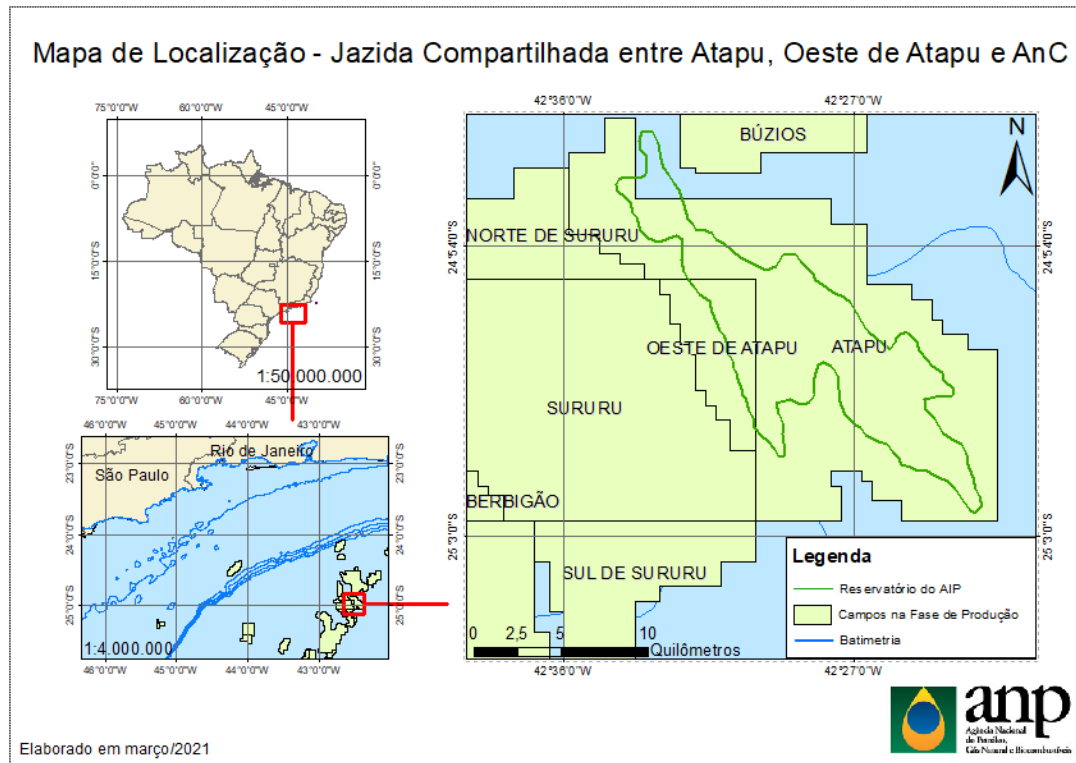 Mapa de Localização - Jazida Compartilhada entre Atapu, Oeste de Atapu e AnC
75°0'0"W 60°0'0"W 45°0'0"W
0°0'0" 0°0'0"
15°0'0"S 15°0'0"S
30°0'0"S 30°0'0"S
1:50.000.000
75°0'0"W 60°0'0"W 45°0'0"W
46°0'0"W 45°0'0"W 44°0'0"W 43°0'0"W
Rio de Janeiro
São Paulo
23°0'0"S 23°0'0"S
24°0'0"S 24°0'0"S
25°0'0"S 25°0'0"S
1:4.000.000
46°0'0"W 45°0'0"W 44°0'0"W 43°0'0"W
42°36'0"W 42°27'0"W
N
BÚZIOS
NORTE DE SURURU
24°54'0"S 24°54'0"S
OESTE DE ATAPU ATAPU
SURURU
BERBIGÃO
25°3'0"S 25°3'0"S
SUL DE SURURU
0 2,5 5 10
Quilômetros
42°36'0"W 42°27'0"W
Legenda
Reservatório do AIP
Campos na Fase de Produção
Batimetria
anp
Agência Nacional
do Petróleo,
Gás Natural e Biocombustíveis
Elaborado em março/2021